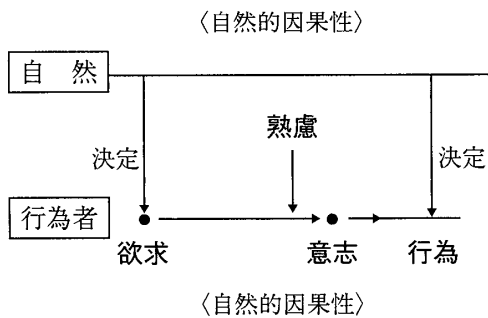 〈自然的因果性〉
自 然
熟慮
決定 決定
行為者
欲求 意志 行為
〈自然的因果性〉